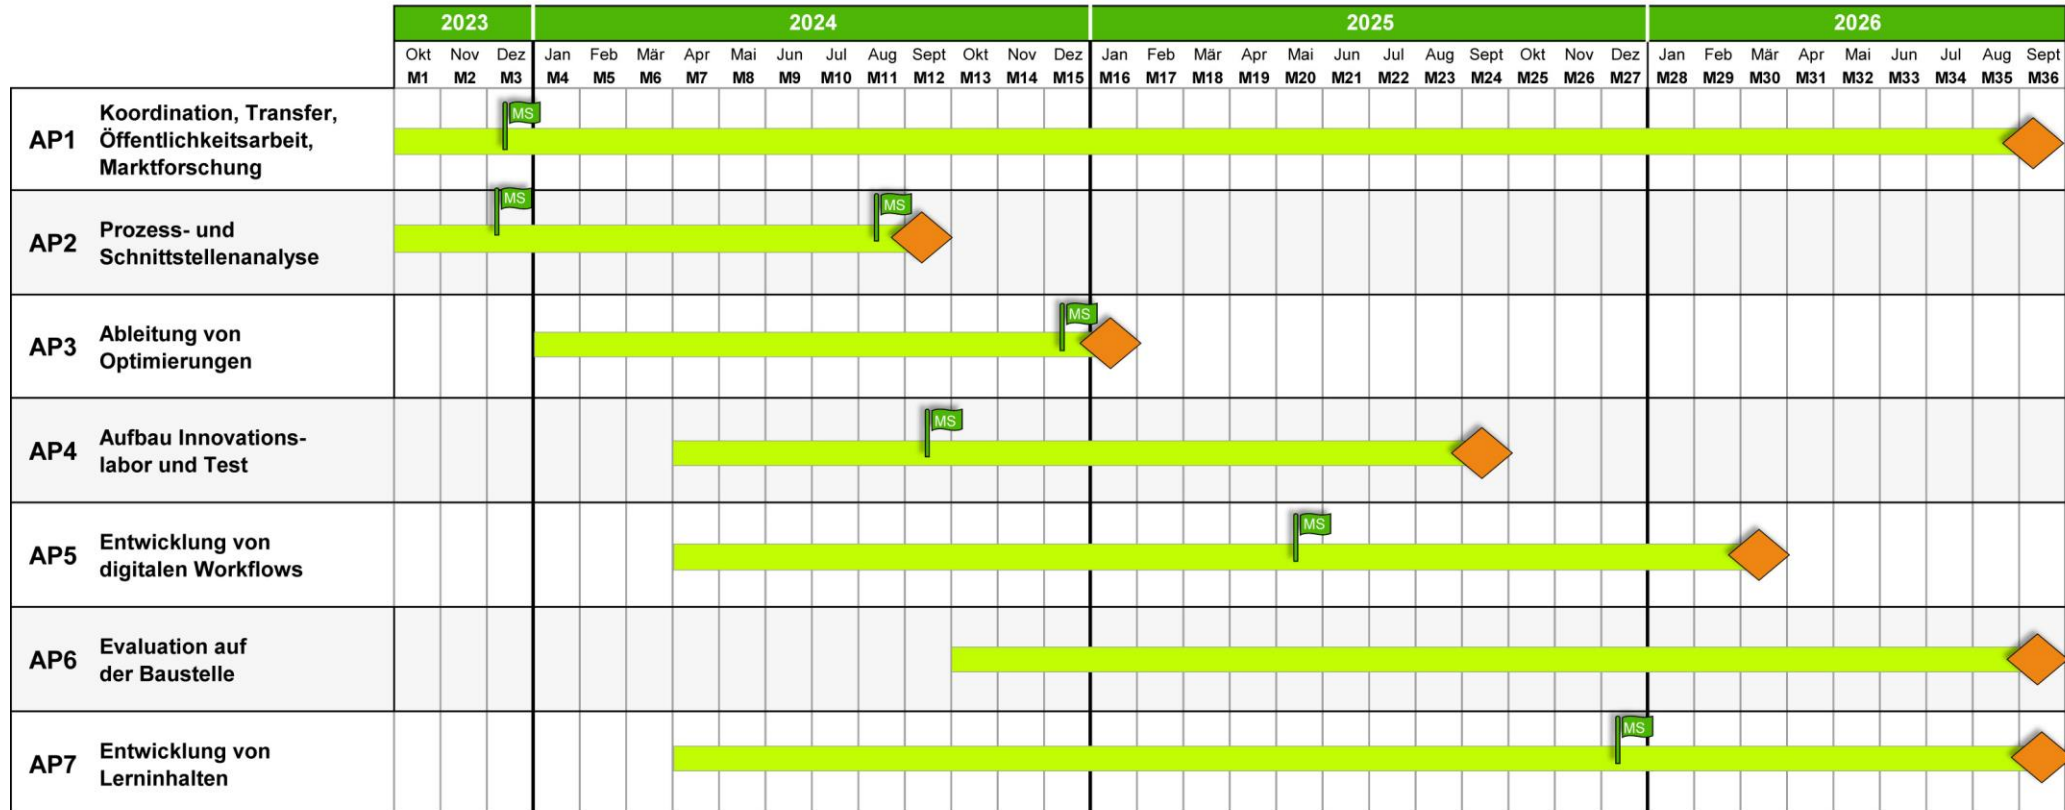 2023 2024 2025 2026
Okt Nov Dez Jan Feb Mär Apr Mai Jun Jul Aug Sept Okt Nov Dez Jan Feb Mär Apr Mai Jun Jul Aug Sept Okt Nov Dez Jan Feb Mär Apr Mai Jun Jul Aug Sept
M1 M2 M3 M4 M5 M6 M7 M8 M9 M10 M11 M12 M13 M14 M15 M16 M17 M18 M19 M20 M21 M22 M23 M24 M25 M26 M27 M28 M29 M30 M31 M32 M33 M34 M35 M36
AP1
Koordination, Transfer,
Öffentlichkeitsarbeit,
Marktforschung
MS
AP2
Prozess- und
Schnittstellenanalyse
MS
MS
AP3
Ableitung von
Optimierungen
MS
AP4
Aufbau Innovations-
labor und Test
MS
AP5
Entwicklung von
digitalen Workflows
MS
AP6
Evaluation auf
der Baustelle
AP7
Entwicklung von
Lerninhalten
MS